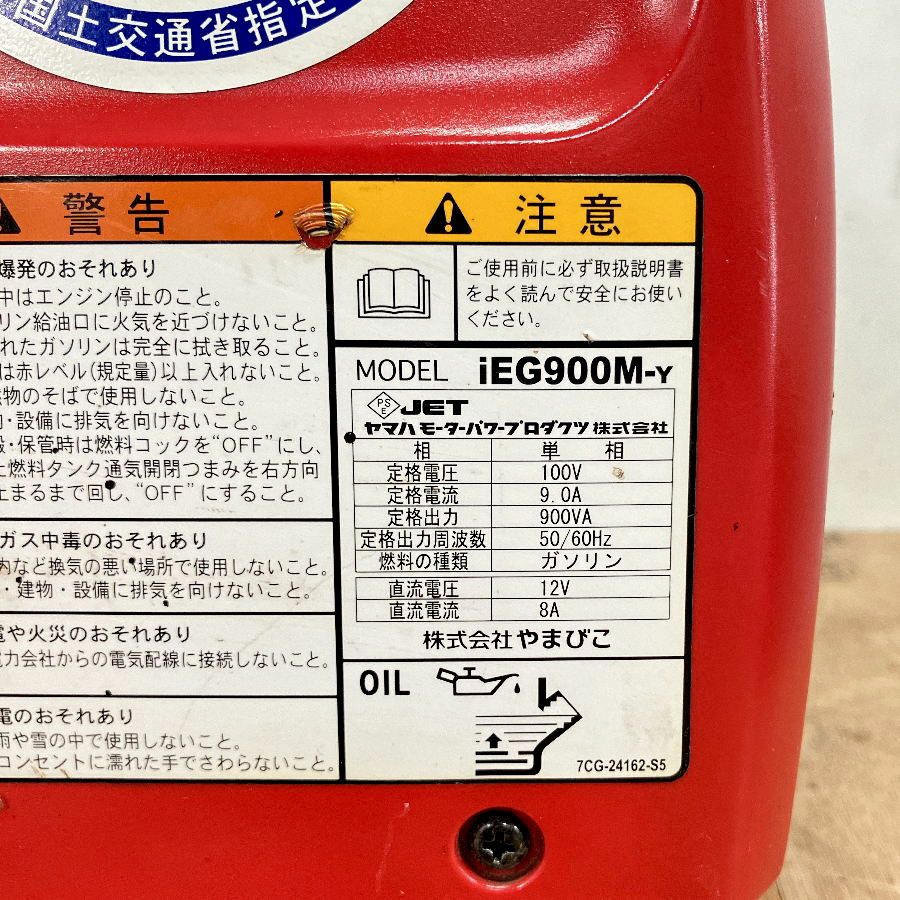 国土交通省指定
警告
爆発のおそれあり
中はエンジン停止のこと。
リン給油口に火気を近づけないこと。
れたガソリンは完全に拭き取ること。
は赤レベル(規定量)以上入れないこと。
物のそばで使用しないこと。
・設備に排気を向けないこと。
・保管時は燃料コックを“OFF”にし、
燃料タンク通気開閉つまみを右方向
止まるまで回し、“OFF”にすること。
ガス中毒のおそれあり
内など換気の悪い場所で使用しないこと。
・建物・設備に排気を向けないこと。
電や火災のおそれあり
電力会社からの電気配線に接続しないこと。
電のおそれあり
雨や雪の中で使用しないこと。
コンセントに濡れた手でさわらないこと。
注意
ご使用前に必ず取扱説明書
をよく読んで安全にお使い
ください。
MODEL iEG900M-Y
PSE JET
ヤマハモーターパワープロダクツ株式会社
相 単相
定格電圧 100V
定格電流 9.0A
定格出力 900VA
定格出力周波数 50/60Hz
燃料の種類 ガソリン
直流電圧 12V
直流電流 8A
株式会社やまびこ
OIL
7CG-24162-S5